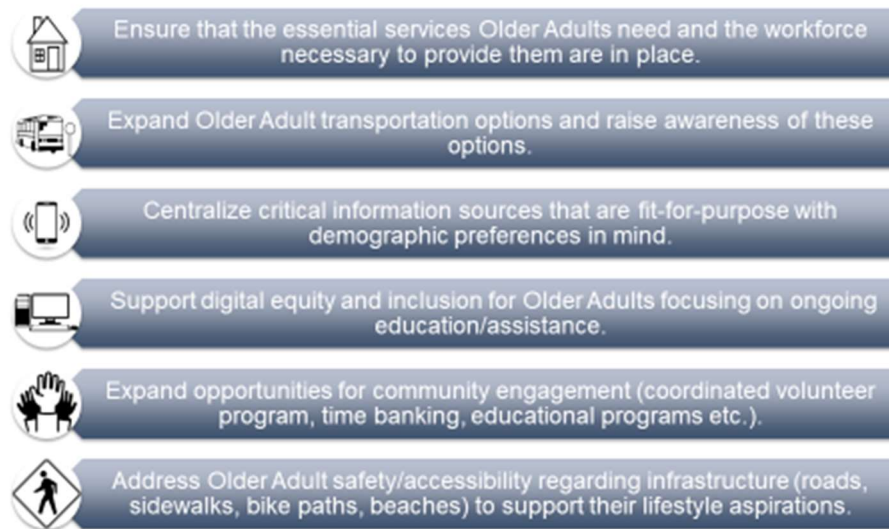 Ensure that the essential services Older Adults need and the workforce
necessary to provide them are in place.
Expand Older Adult transportation options and raise awareness of these
options.
Centralize critical information sources that are fit-for-purpose with
demographic preferences in mind.
Support digital equity and inclusion for Older Adults focusing on ongoing
education/assistance.
Expand opportunities for community engagement (coordinated volunteer
program, time banking, educational programs etc.).
Address Older Adult safety/accessibility regarding infrastructure (roads,
sidewalks, bike paths, beaches) to support their lifestyle aspirations.